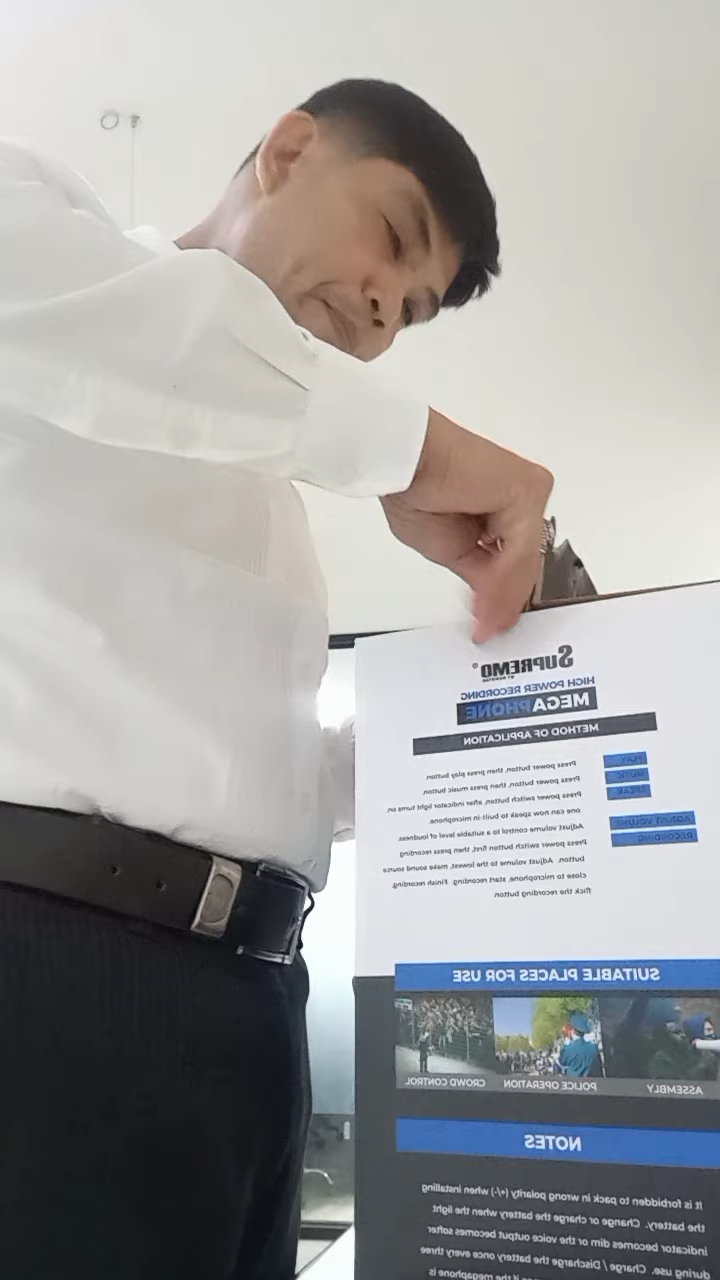 SUPREMO®
BY NEWSTAR
HIGH POWER RECORDING
MEGAPHONE
METHOD OF APPLICATION
PLAY
Press power button, then press play button.
MUSIC
Press power button, then press music button.
SPEAK
Press power switch button, after indicator light turns on,
one can now speak to built-in microphone.
ADJUST VOLUME
Adjust volume control to a suitable level of loudness
RECORDING
Press power switch button first, then press recording
button. Adjust volume to the lowest, make sound source
close to microphone, start recording. Finish recording,
flick the recording button.
SUITABLE PLACES FOR USE
ASSEMBLY
POLICE OPERATION
CROWD CONTROL
NOTES
It is forbidden to pack in wrong polarity (+/-) when installing
the battery. Change or charge the battery when the light
indicator becomes dim or the voice output becomes softer
during use. Charge / Discharge the battery once every three
the megaphone is